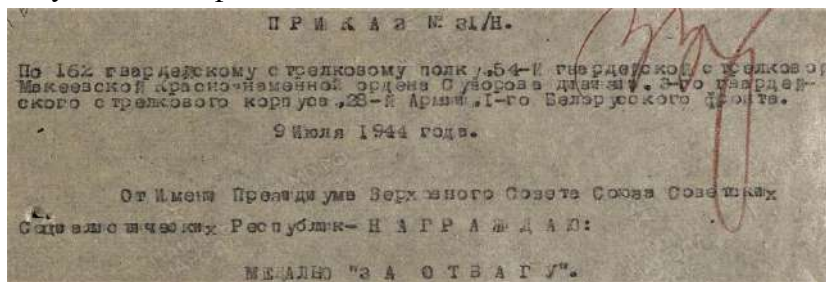 П Р И К А З № 31/Н.
По 162 гвардейскому стрелковому полку, 54-й гвардейской стрелковой
Макеевской Краснознаменной ордена Суворова дивизии. 3-го гвардей-
ского стрелкового корпуса, 28-й Армии, I-го Белорусского фронта.
9 Июля 1944 года.
От Имени Президиума Верховного Совета Союза Советских
Социалистических Республик- Н А Г Р А Ж Д А Ю:
МЕДАЛЬЮ "З А О Т В А Г У".